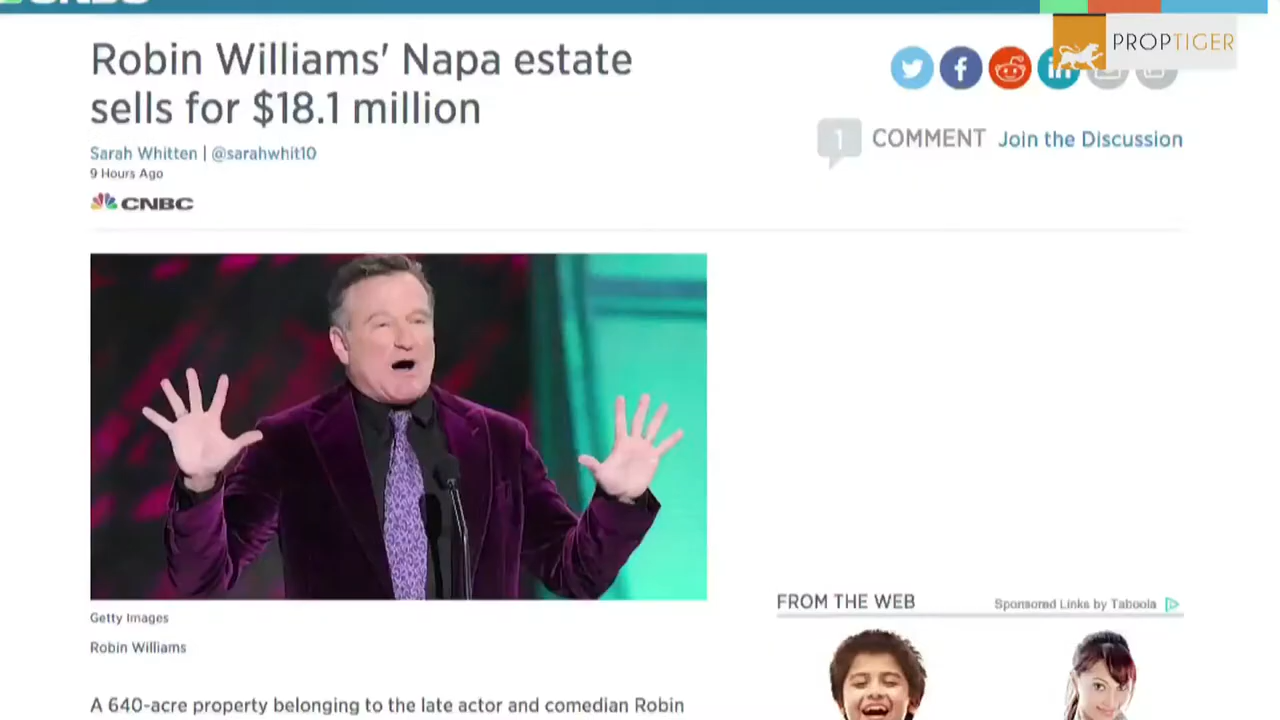 CNBC
PROPTIGER
Robin Williams' Napa estate
sells for $18.1 million
Sarah Whitten | @sarahwhit10
9 Hours Ago
CNBC
in
1 COMMENT Join the Discussion
Getty Images
Robin Williams
A 640-acre property belonging to the late actor and comedian Robin
FROM THE WEB
Sponsored Links by Taboola